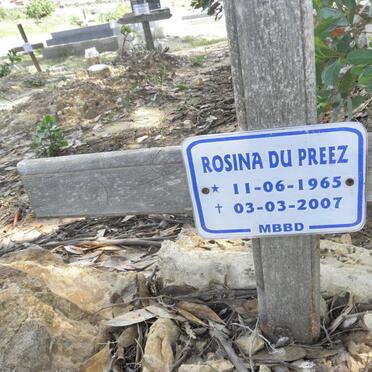 ROSINA DU PREEZ
★ 11-06-1965
✝ 03-03-2007
MBBD